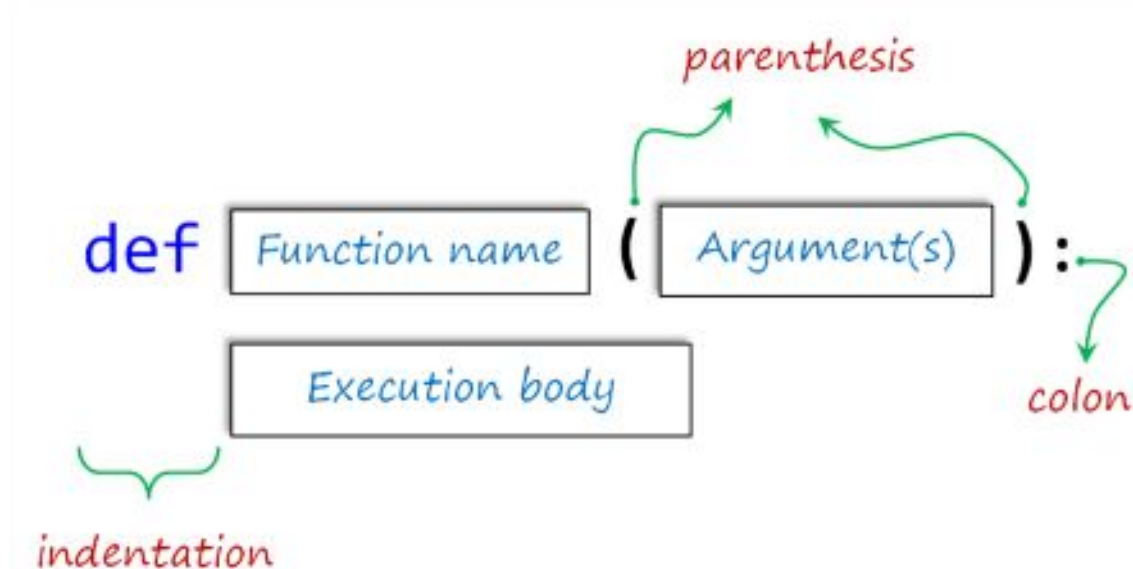 parenthesis
def Function name ( Argument(s) ) :
Execution body
colon
indentation